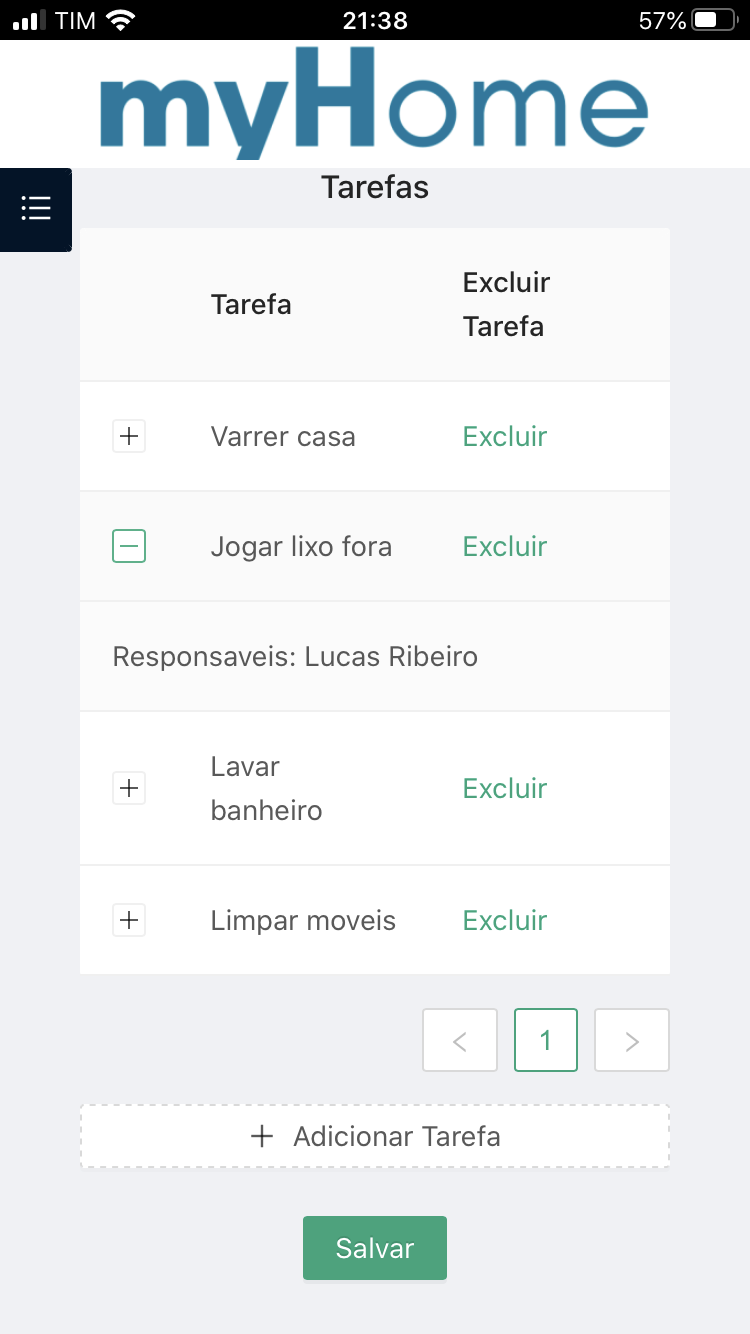 TIM 21:38 57%
myHome
Tarefas
Tarefa Excluir Tarefa
Varrer casa Excluir
Jogar lixo fora Excluir
Responsaveis: Lucas Ribeiro
Lavar banheiro Excluir
Limpar moveis Excluir
< 1 >
+ Adicionar Tarefa
Salvar